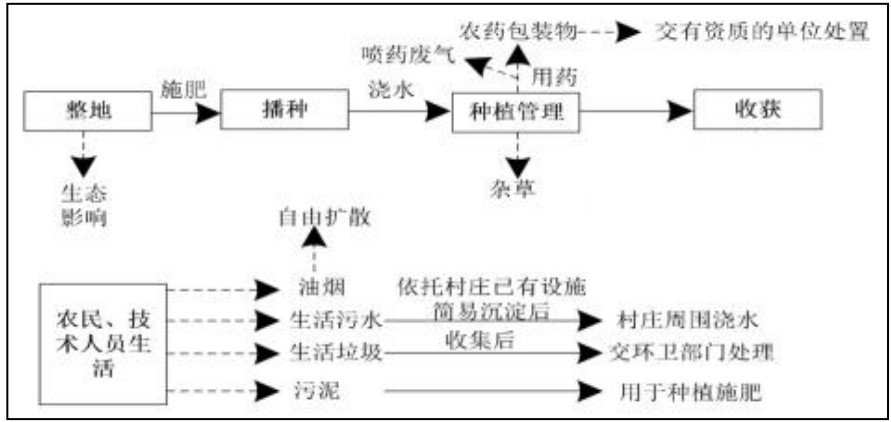 农药包装物
交有资质的单位处置
喷药废气
用药
施肥
浇水
整地
播种
种植管理
收获
生态
影响
杂草
自由扩散
油烟
依托村庄已有设施
农民、技
术人员生
活
生活污水
简易沉淀后
村庄周围浇水
生活垃圾
收集后
交环卫部门处理
污泥
用于种植施肥